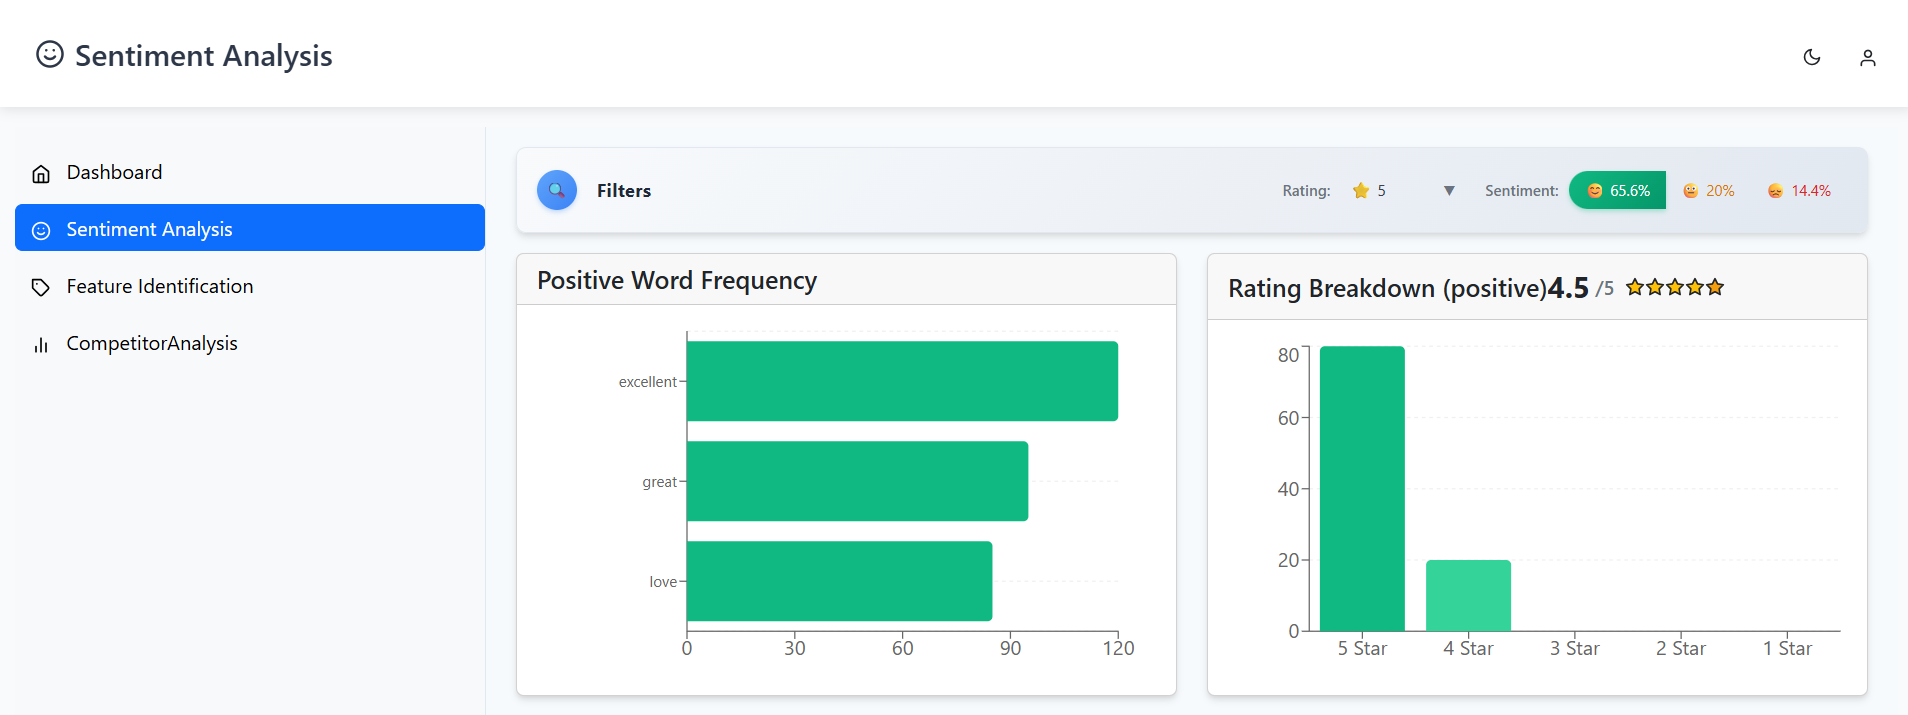 Sentiment Analysis
Dashboard
Sentiment Analysis
Feature Identification
CompetitorAnalysis
Filters
Rating: 5 ▼ Sentiment: 65.6% 20% 14.4%
Positive Word Frequency
excellent
great
love
0 30 60 90 120
Rating Breakdown (positive)4.5 /5
80
60
40
20
0
5 Star 4 Star 3 Star 2 Star 1 Star